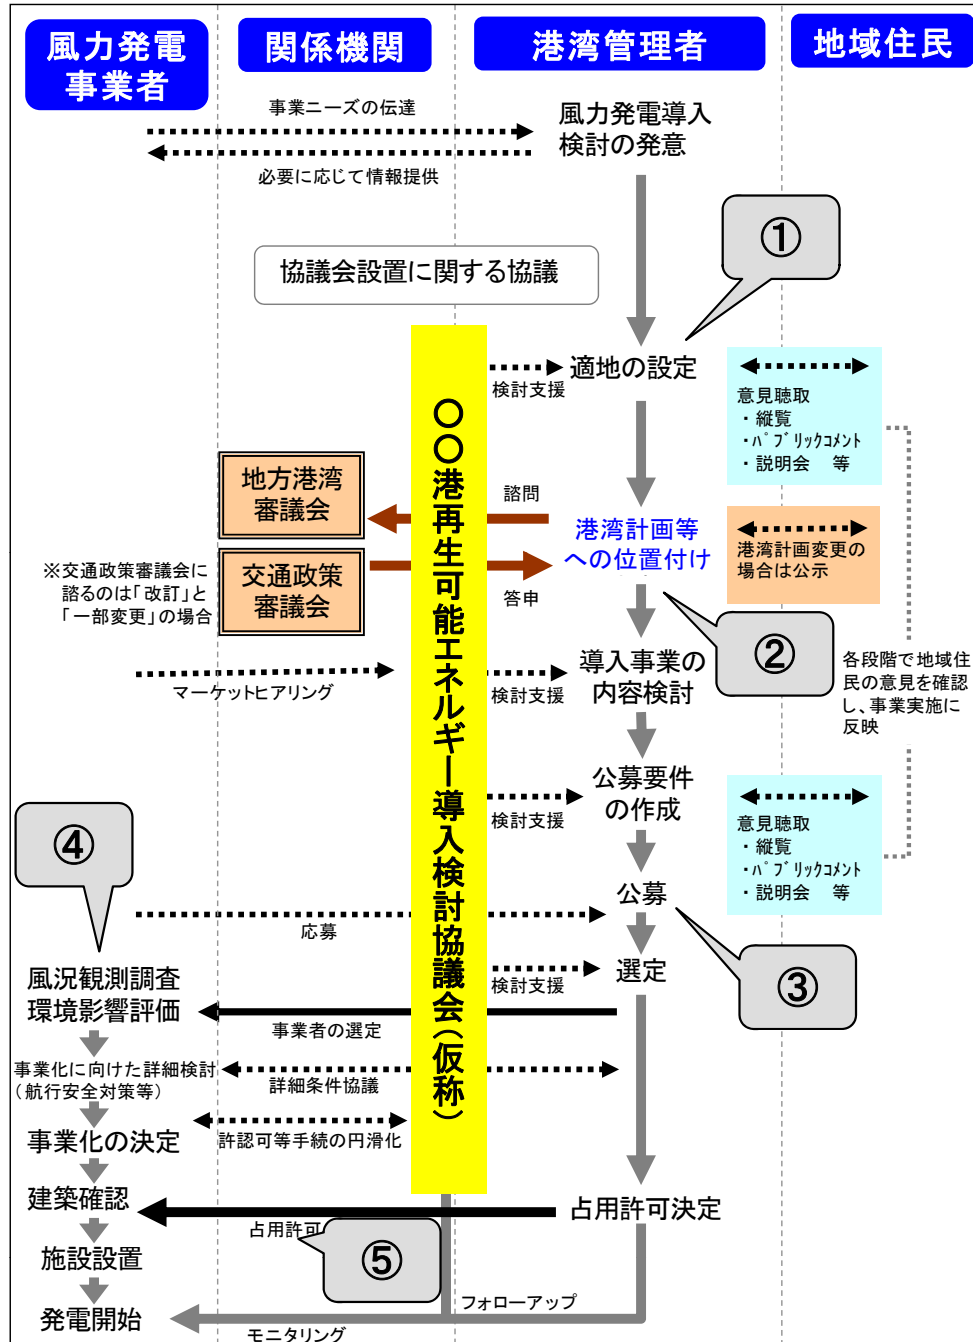 風力発電
事業者
関係機関
港湾管理者
地域住民
事業ニーズの伝達
必要に応じて情報提供
風力発電導入
検討の発意
①
協議会設置に関する協議
適地の設定
検討支援
意見聴取
・縦覧
・ﾊﾟﾌﾞﾘｯｸｺﾒﾝﾄ
・説明会 等
〇〇港再生可能エネルギー導入検討協議会(仮称)
地方港湾
審議会
諮問
港湾計画等
への位置付け
港湾計画変更の
場合は公示
交通政策
審議会
答申
※交通政策審議会に
諮るのは「改訂」と
「一部変更」の場合
②
マーケットヒアリング
検討支援
導入事業の
内容検討
各段階で地域住
民の意見を確認
し、事業実施に
反映
公募要件
の作成
検討支援
意見聴取
・縦覧
・ﾊﾟﾌﾞﾘｯｸｺﾒﾝﾄ
・説明会 等
④
応募
公募
③
検討支援
選定
風況観測調査
環境影響評価
事業者の選定
事業化に向けた詳細検討
(航行安全対策等)
詳細条件協議
事業化の決定
許認可等手続の円滑化
建築確認
占用許可
占用許可決定
⑤
施設設置
発電開始
フォローアップ
モニタリング